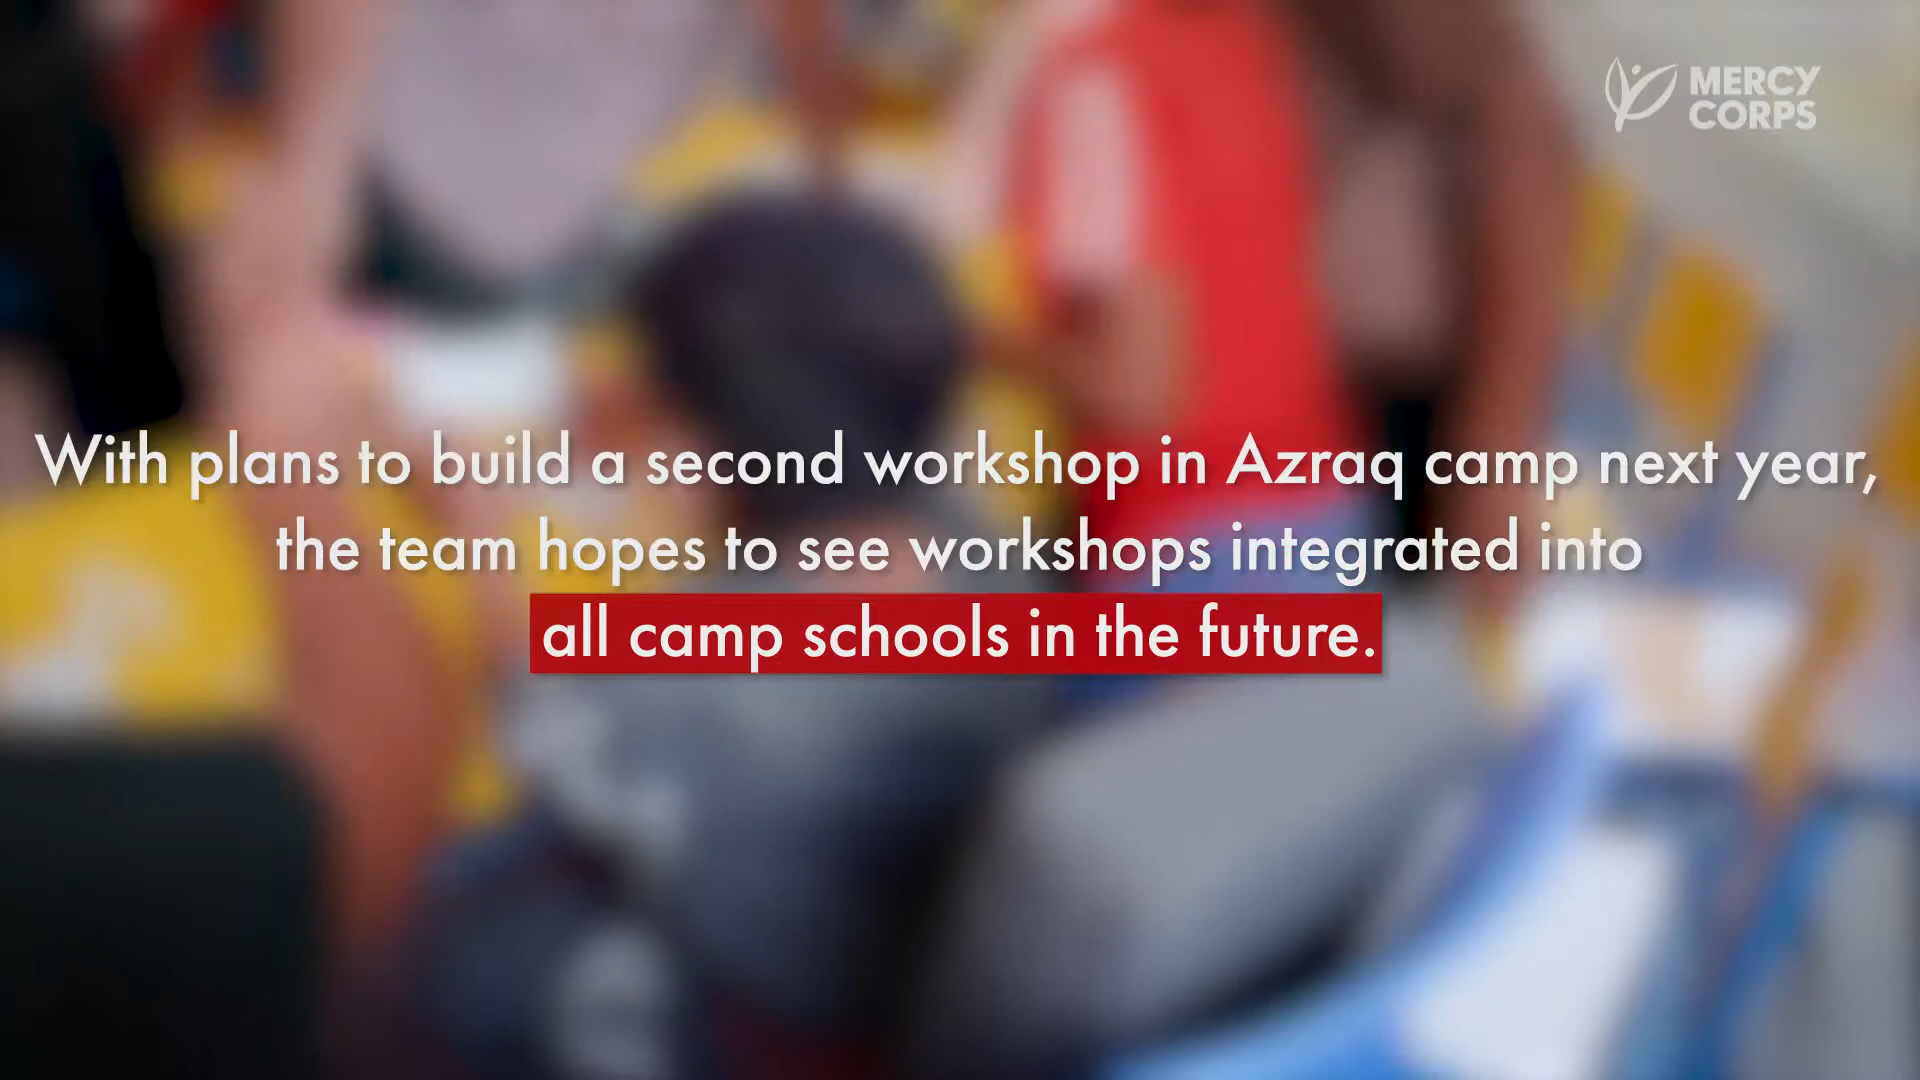 MERCY
CORPS
With plans to build a second workshop in Azraq camp next year,
the team hopes to see workshops integrated into
all camp schools in the future.